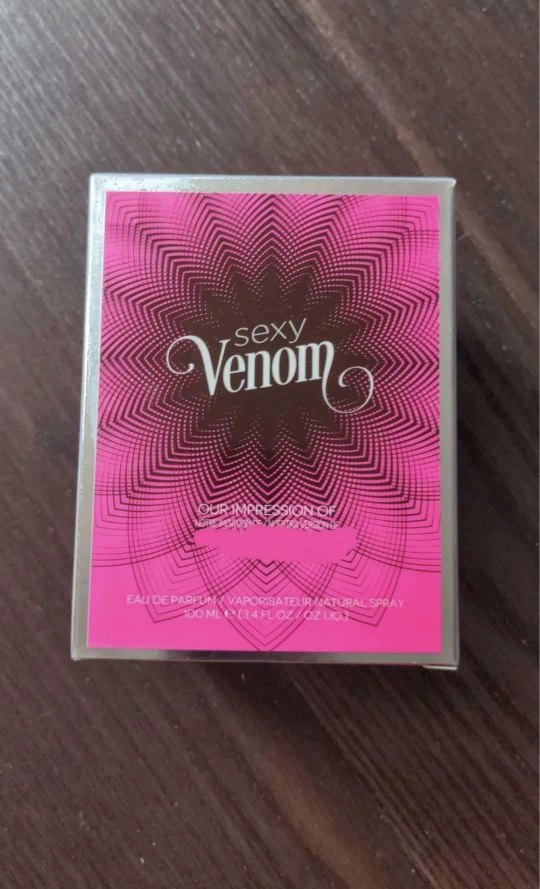 sexy
Venom
OUR IMPRESSION OF
EAU DE PARFUM / VAPORISATEUR NATURAL SPRAY
100 ML ℮ (3.4 FL OZ / OZ LIQ.)